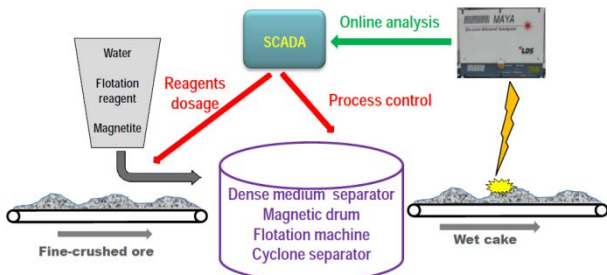 Online analysis
MAYA
LDS
SCADA
Water
Flotation
reagent
Magnetite
Reagents
dosage
Process control
Dense medium separator
Magnetic drum
Flotation machine
Cyclone separator
Fine-crushed ore
Wet cake